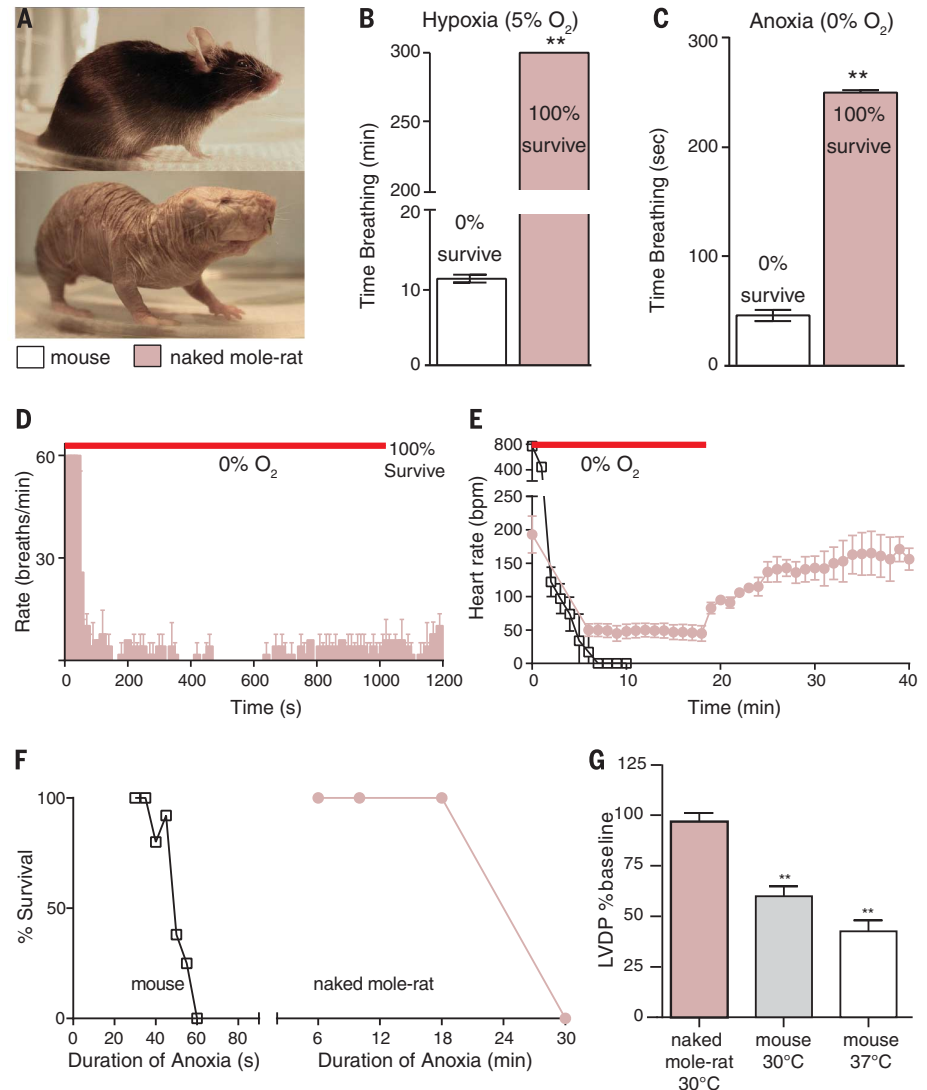 A
mouse
naked mole-rat
B
Hypoxia (5% O2)
**
300
250
200
20
10
0
Time Breathing (min)
0%
survive
100%
survive
C
Anoxia (0% O2)
**
300
200
100
0
Time Breathing (sec)
0%
survive
100%
survive
D
0% O2
100%
Survive
60
30
Rate (breaths/min)
0 200 400 600 800 1000 1200
Time (s)
E
0% O2
800
400
250
200
150
100
50
0
Heart rate (bpm)
0 10 20 30 40
Time (min)
F
100
50
0
% Survival
mouse
naked mole-rat
0 20 40 60 80
Duration of Anoxia (s)
6 12 18 24 30
Duration of Anoxia (min)
G
125
100
75
50
25
0
LVDP %baseline
**
**
naked
mole-rat
30°C
mouse
30°C
mouse
37°C